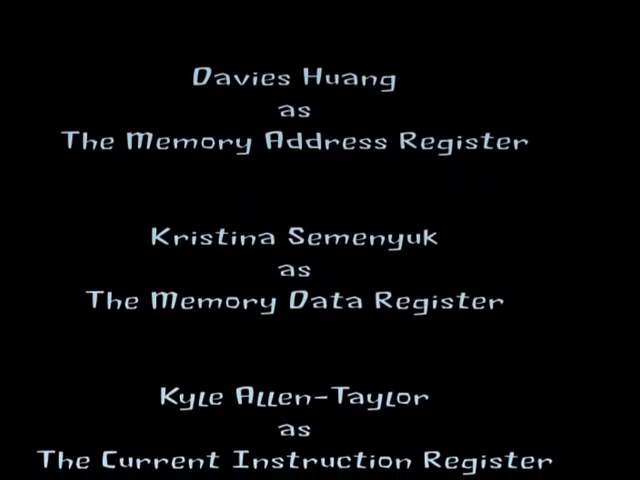 Davies Huang
as
The Memory Address Register
Kristina Semenyuk
as
The Memory Data Register
Kyle Allen-Taylor
as
The Current Instruction Register